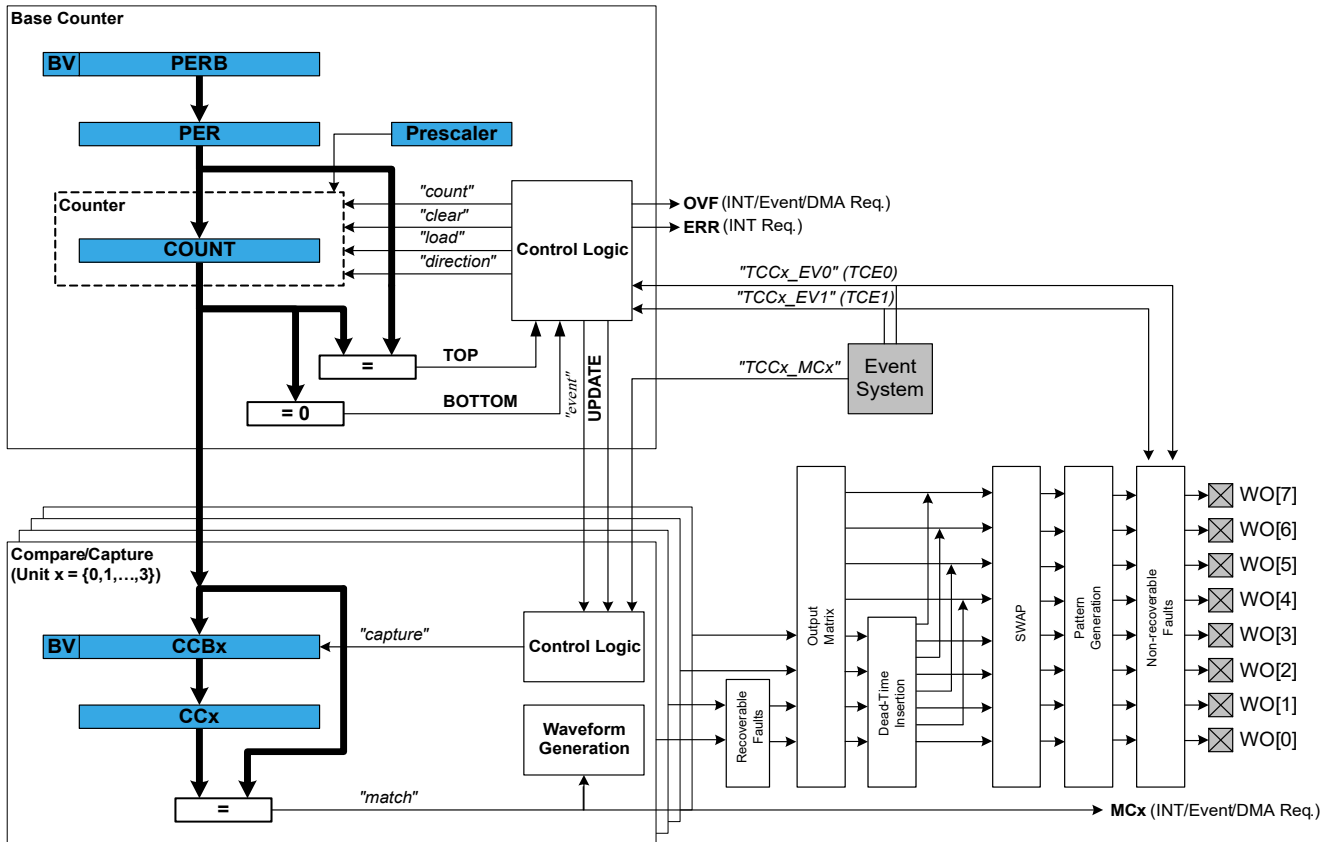 Base Counter
BV PERB
PER
Prescaler
Counter
COUNT
"count"
"clear"
"load"
"direction"
Control Logic
OVF (INT/Event/DMA Req.)
ERR (INT Req.)
"TCCx_EV0" (TCE0)
"TCCx_EV1" (TCE1)
"TCCx_MCx"
Event
System
=
TOP
= 0
BOTTOM
"event"
UPDATE
Compare/Capture
(Unit x = {0,1,…,3})
BV CCBx
"capture"
Control Logic
CCx
Waveform
Generation
=
"match"
Recoverable
Faults
Output
Matrix
Dead-Time
Insertion
SWAP
Pattern
Generation
Non-recoverable
Faults
WO[7]
WO[6]
WO[5]
WO[4]
WO[3]
WO[2]
WO[1]
WO[0]
MCx (INT/Event/DMA Req.)